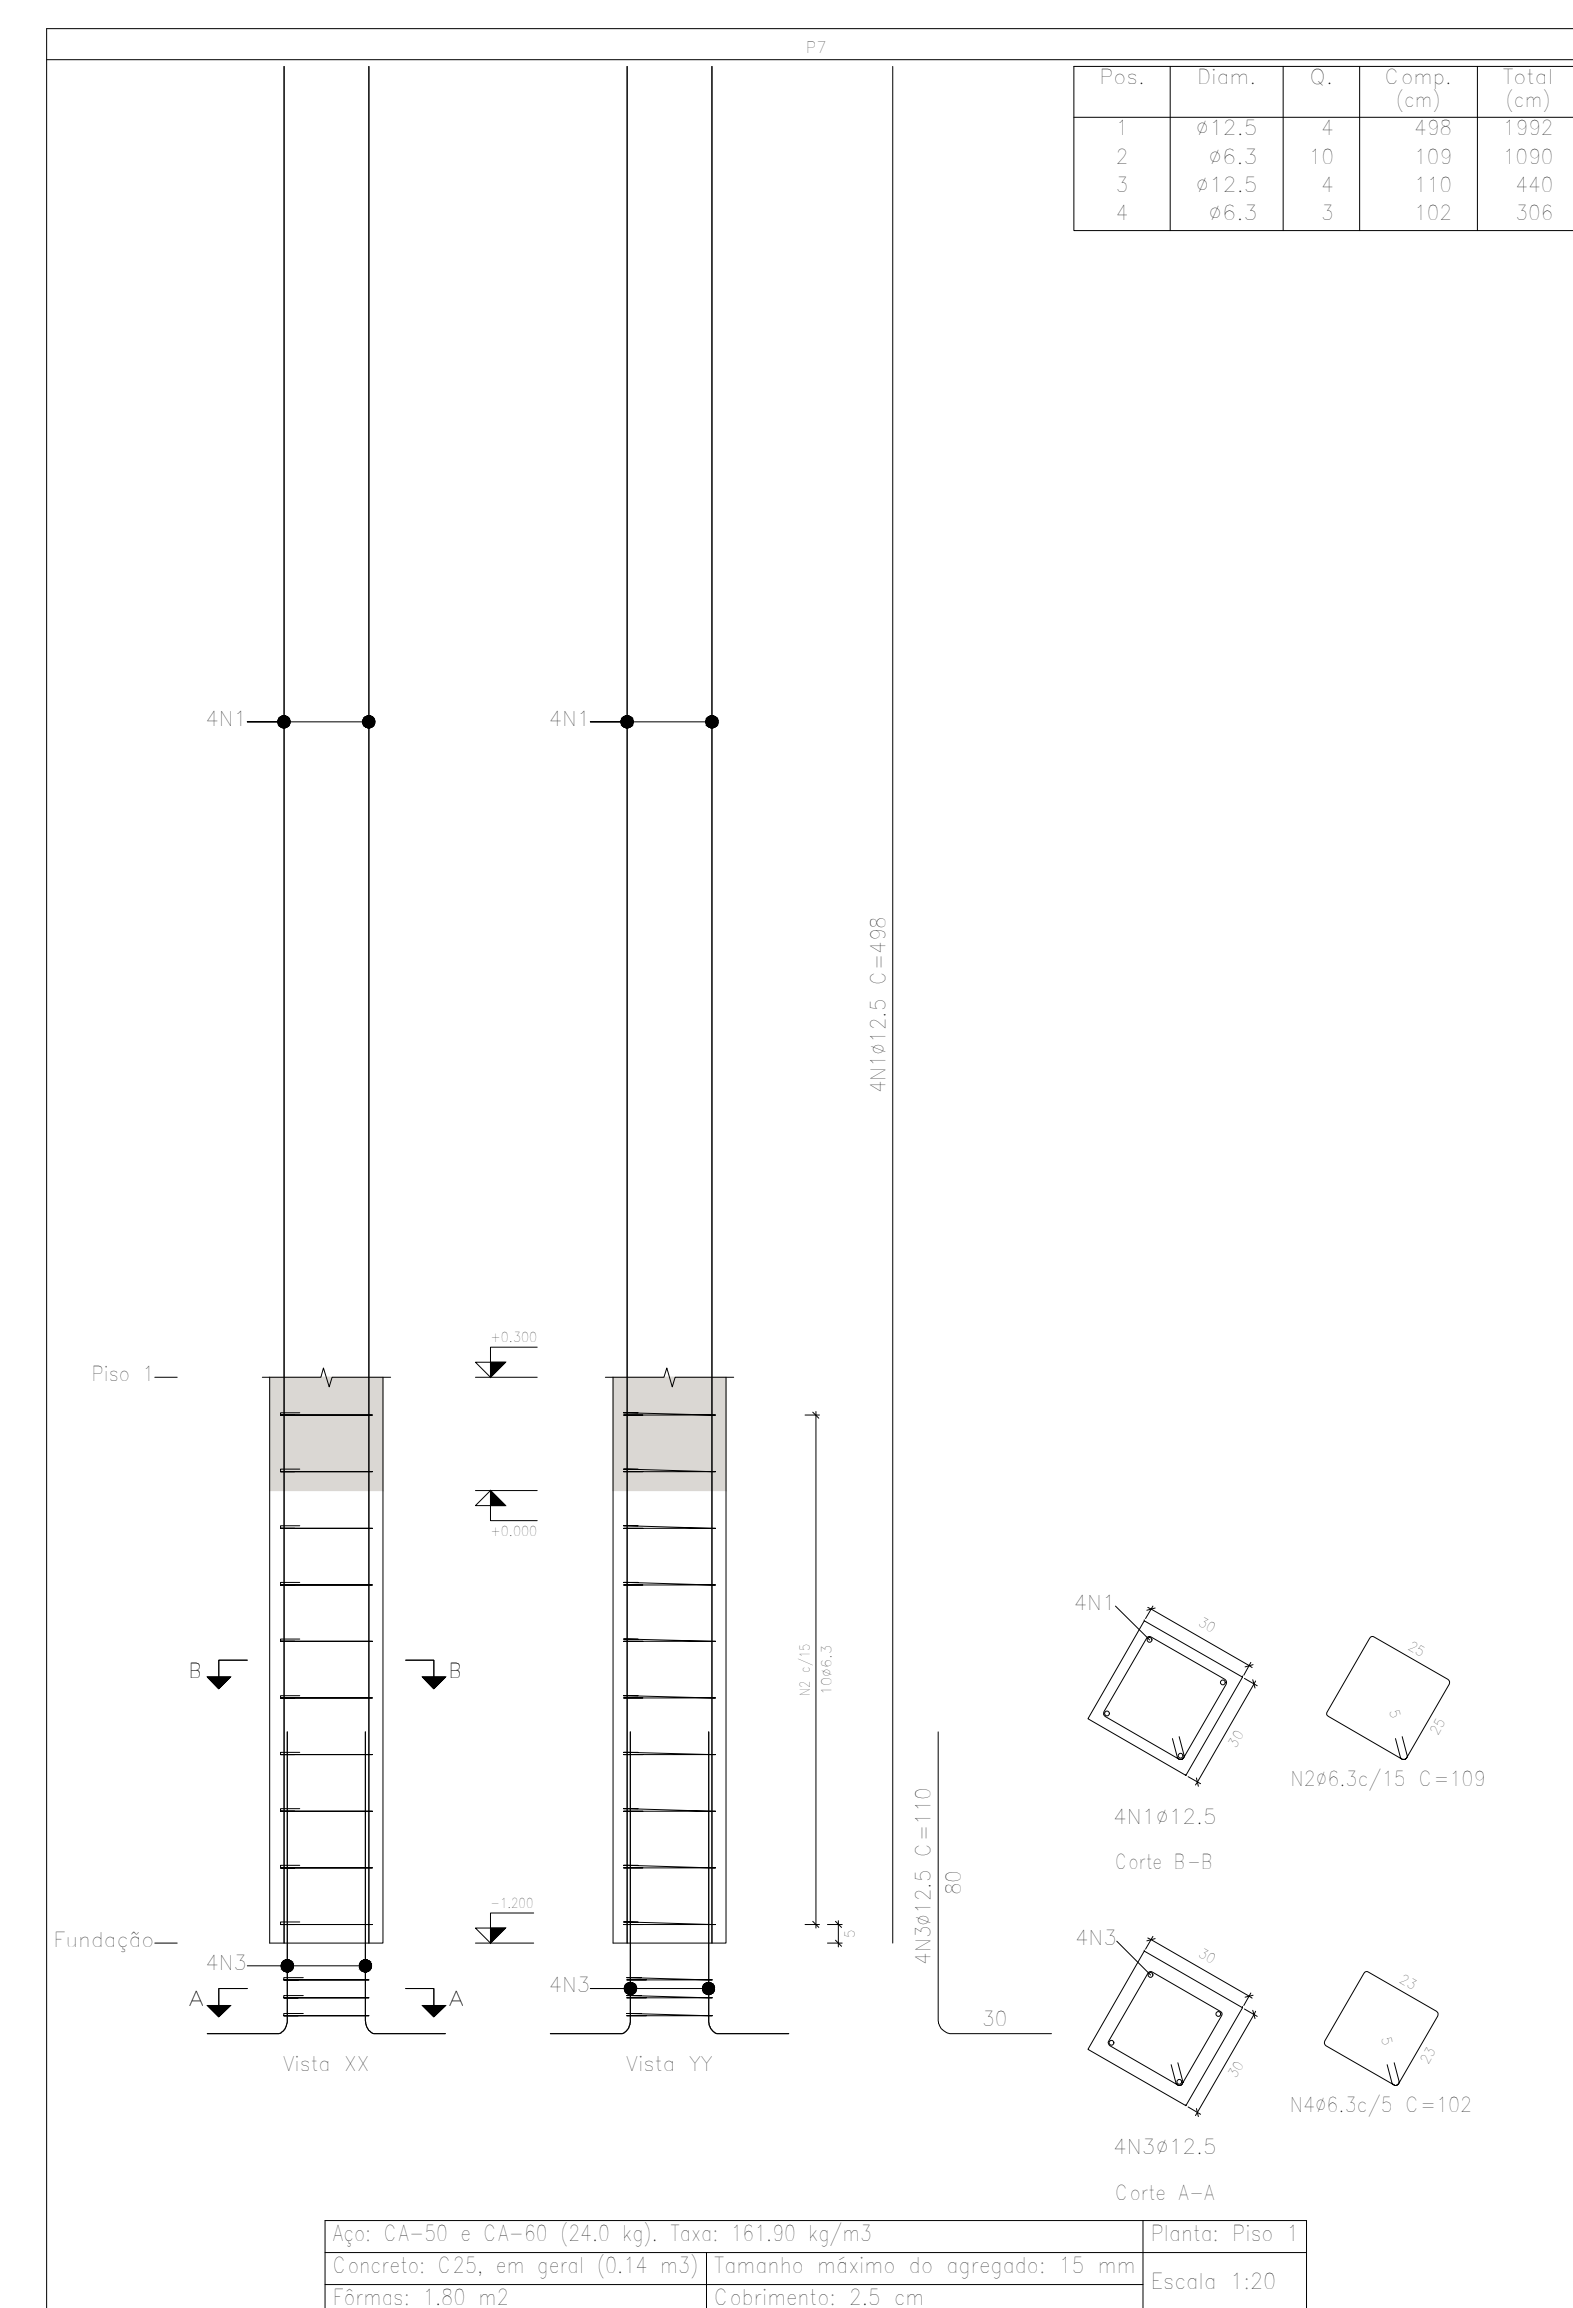 P7
Pos. Diam. Q. Comp. (cm) Total (cm)
1 ø12.5 4 498 1992
2 ø6.3 10 109 1090
3 ø12.5 4 110 440
4 ø6.3 3 102 306
4N1
4N1
4N1ø12.5 C=498
+0.300
Piso 1
+0.000
N2 c/15
10ø6.3
B
B
-1.200
5
Fundação
4N3
4N3
A
A
4N3ø12.5 C=110
80
30
Vista XX
Vista YY
4N1
30
30
25
25
5
N2ø6.3c/15 C=109
4N1ø12.5
Corte B-B
4N3
30
30
23
23
5
N4ø6.3c/5 C=102
4N3ø12.5
Corte A-A
Aço: CA-50 e CA-60 (24.0 kg). Taxa: 161.90 kg/m3
Planta: Piso 1
Concreto: C25, em geral (0.14 m3)
Tamanho máximo do agregado: 15 mm
Escala 1:20
Fôrmas: 1.80 m2
Cobrimento: 2.5 cm